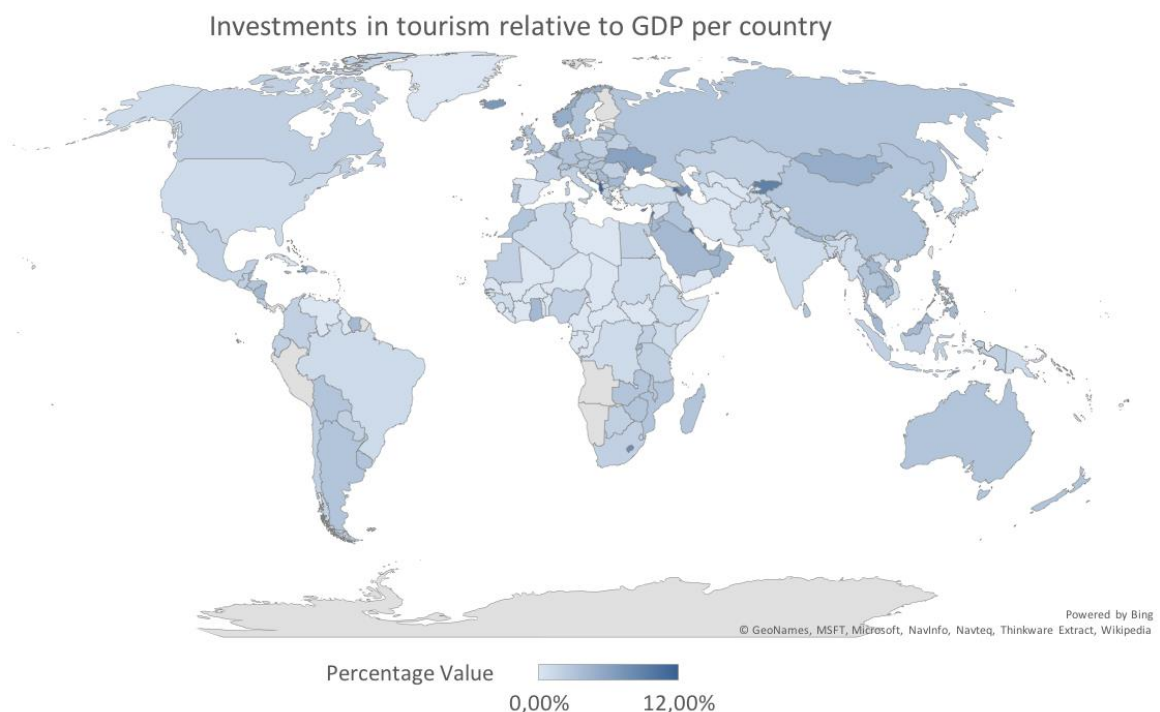 Investments in tourism relative to GDP per country
Powered by Bing
© GeoNames, MSFT, Microsoft, NavInfo, Navteq, Thinkware Extract, Wikipedia
Percentage Value
0,00%
12,00%